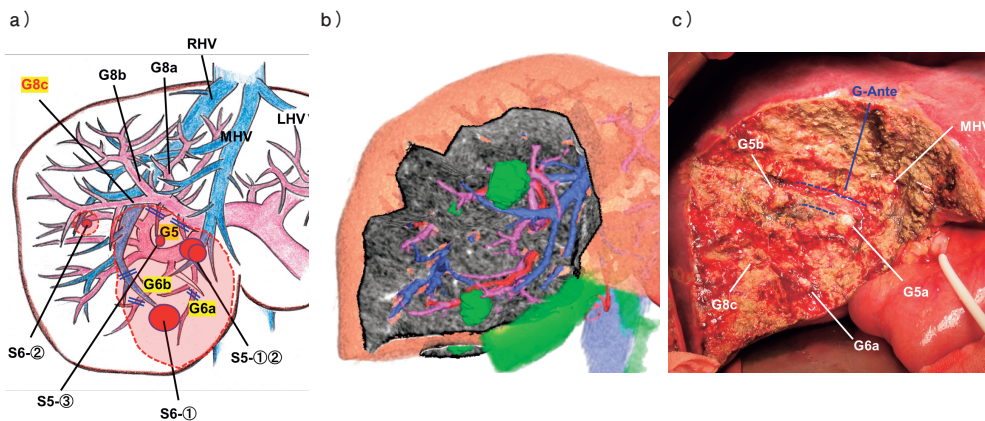 a）
b）
c）
RHV
G8a
G8b
G8c
MHV
LHV
G5
G6b
G6a
S6-②
S5-①②
S5-③
S6-①
G-Ante
MHV
G5b
G5a
G8c
G6a